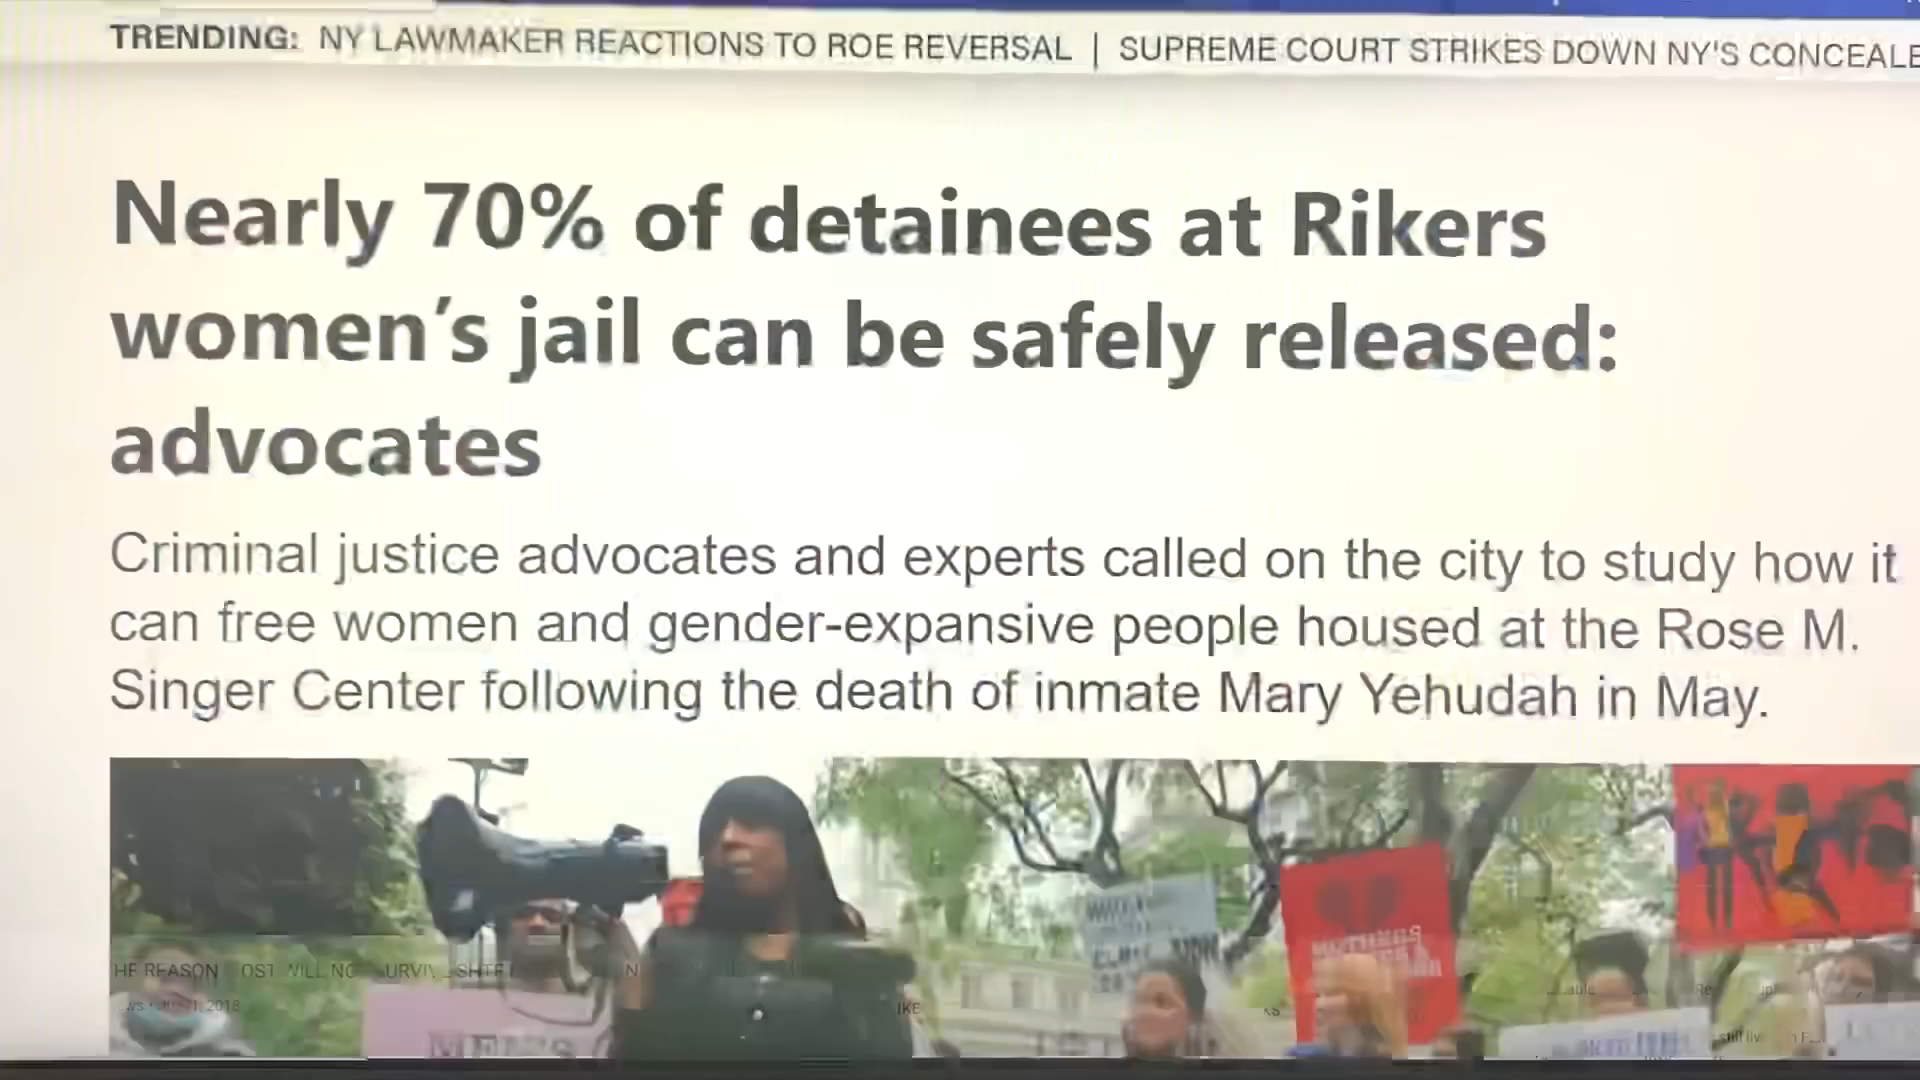 TRENDING: NY LAWMAKER REACTIONS TO ROE REVERSAL | SUPREME COURT STRIKES DOWN NY'S CONCEALE
Nearly 70% of detainees at Rikers
women's jail can be safely released:
advocates
Criminal justice advocates and experts called on the city to study how it
can free women and gender-expansive people housed at the Rose M.
Singer Center following the death of inmate Mary Yehudah in May.
REASON
2018